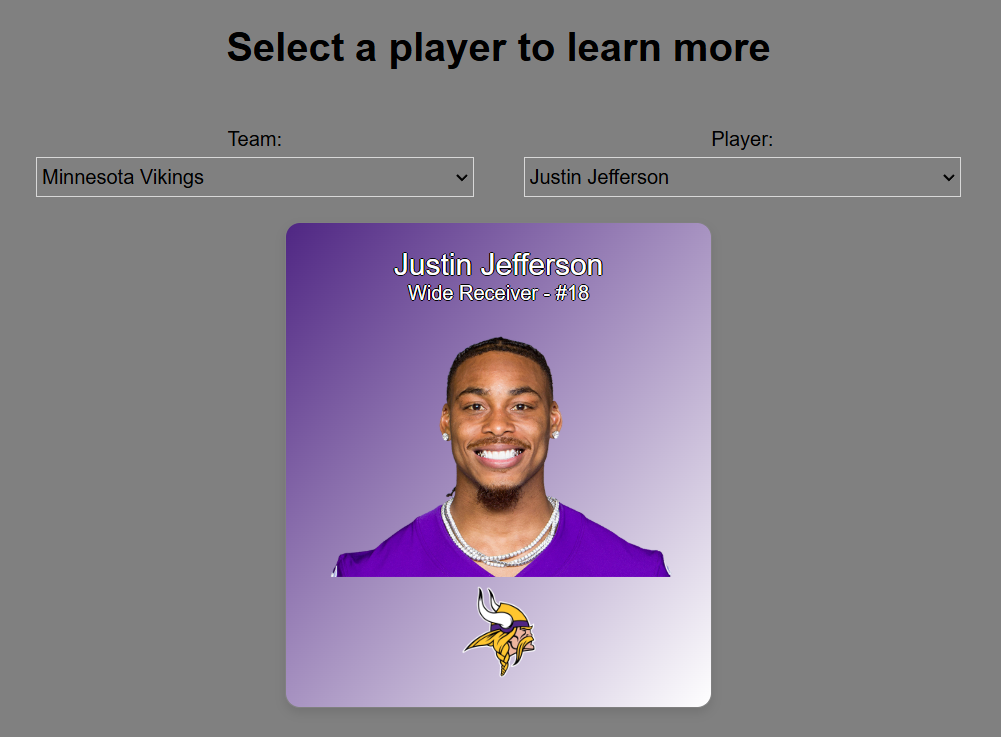 Select a player to learn more
Team:
Player:
Minnesota Vikings
Justin Jefferson
Justin Jefferson
Wide Receiver - #18